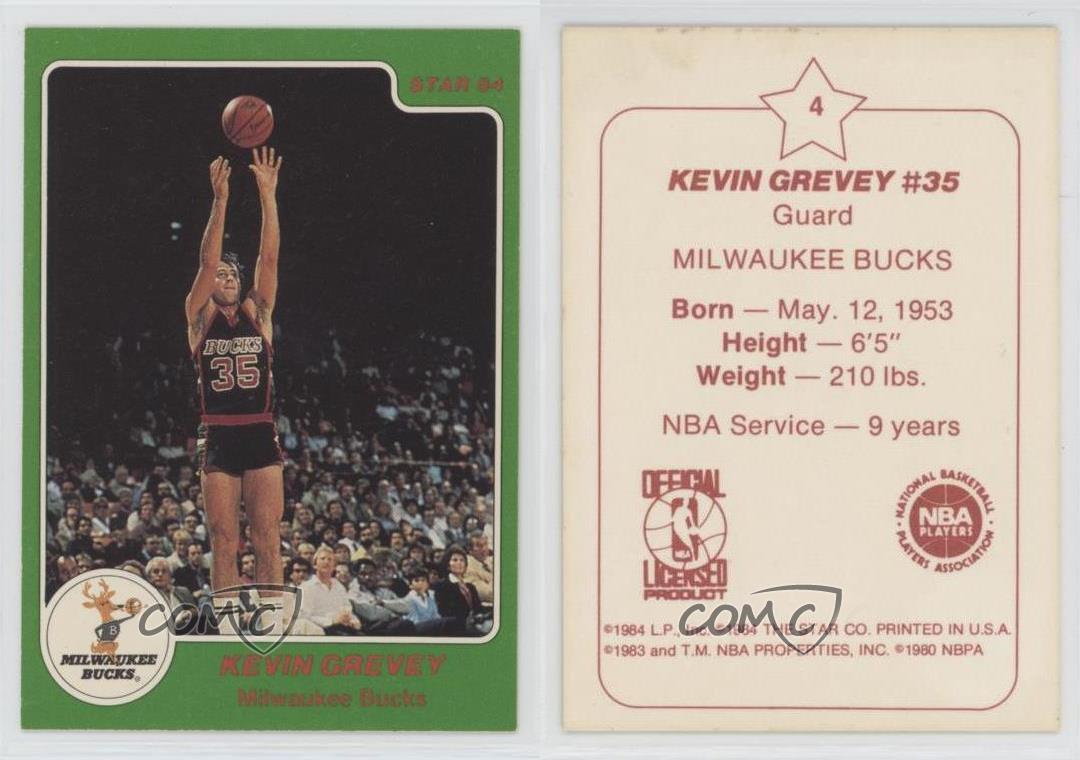 STAR 84
BUCKS
35
B
MILWAUKEE
BUCKS®
KEVIN GREVEY
Milwaukee Bucks
COMC
4
KEVIN GREVEY #35
Guard
MILWAUKEE BUCKS
Born — May. 12, 1953
Height — 6'5"
Weight — 210 lbs.
NBA Service — 9 years
OFFICIAL
LICENSED
PRODUCT
NATIONAL BASKETBALL
NBA
PLAYERS
PLAYERS ASSOCIATION
COMC
©1984 L.P., Inc. ©1984 THE STAR CO. PRINTED IN U.S.A.
©1983 and T.M. NBA PROPERTIES, INC. ©1980 NBPA